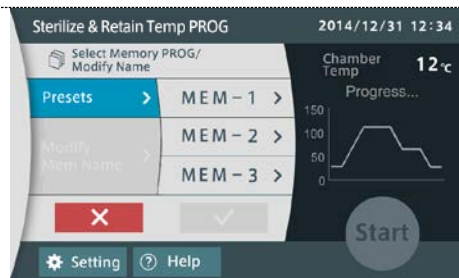 Sterilize & Retain Temp PROG
2014/12/31 12:34
Select Memory PROG/
Modify Name
Presets
MEM-1
Modify
Mem Name
MEM-2
MEM-3
Chamber
Temp
12℃
Progress...
150
100
50
0
Start
Setting
? Help